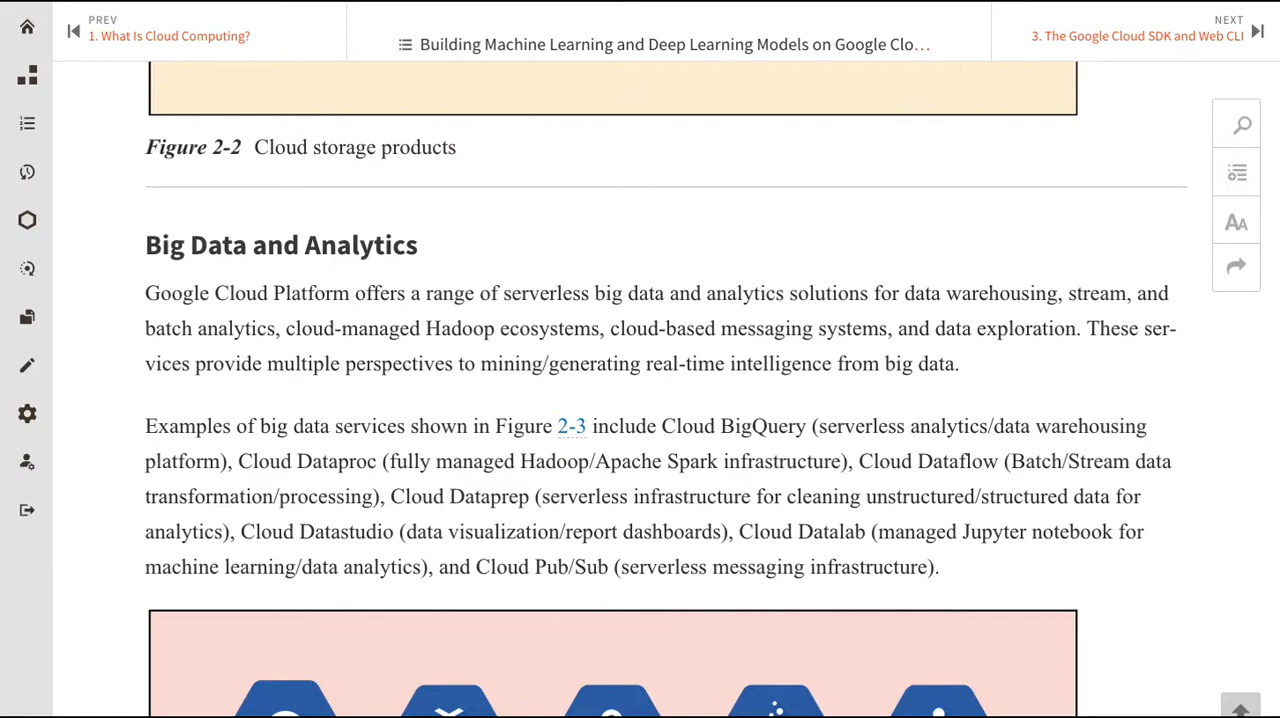 PREV
1. What Is Cloud Computing?
Building Machine Learning and Deep Learning Models on Google Clo…
NEXT
3. The Google Cloud SDK and Web CLI
Figure 2-2 Cloud storage products
Big Data and Analytics
Google Cloud Platform offers a range of serverless big data and analytics solutions for data warehousing, stream, and
batch analytics, cloud-managed Hadoop ecosystems, cloud-based messaging systems, and data exploration. These ser-
vices provide multiple perspectives to mining/generating real-time intelligence from big data.
Examples of big data services shown in Figure 2-3 include Cloud BigQuery (serverless analytics/data warehousing
platform), Cloud Dataproc (fully managed Hadoop/Apache Spark infrastructure), Cloud Dataflow (Batch/Stream data
transformation/processing), Cloud Dataprep (serverless infrastructure for cleaning unstructured/structured data for
analytics), Cloud Datastudio (data visualization/report dashboards), Cloud Datalab (managed Jupyter notebook for
machine learning/data analytics), and Cloud Pub/Sub (serverless messaging infrastructure).
AA